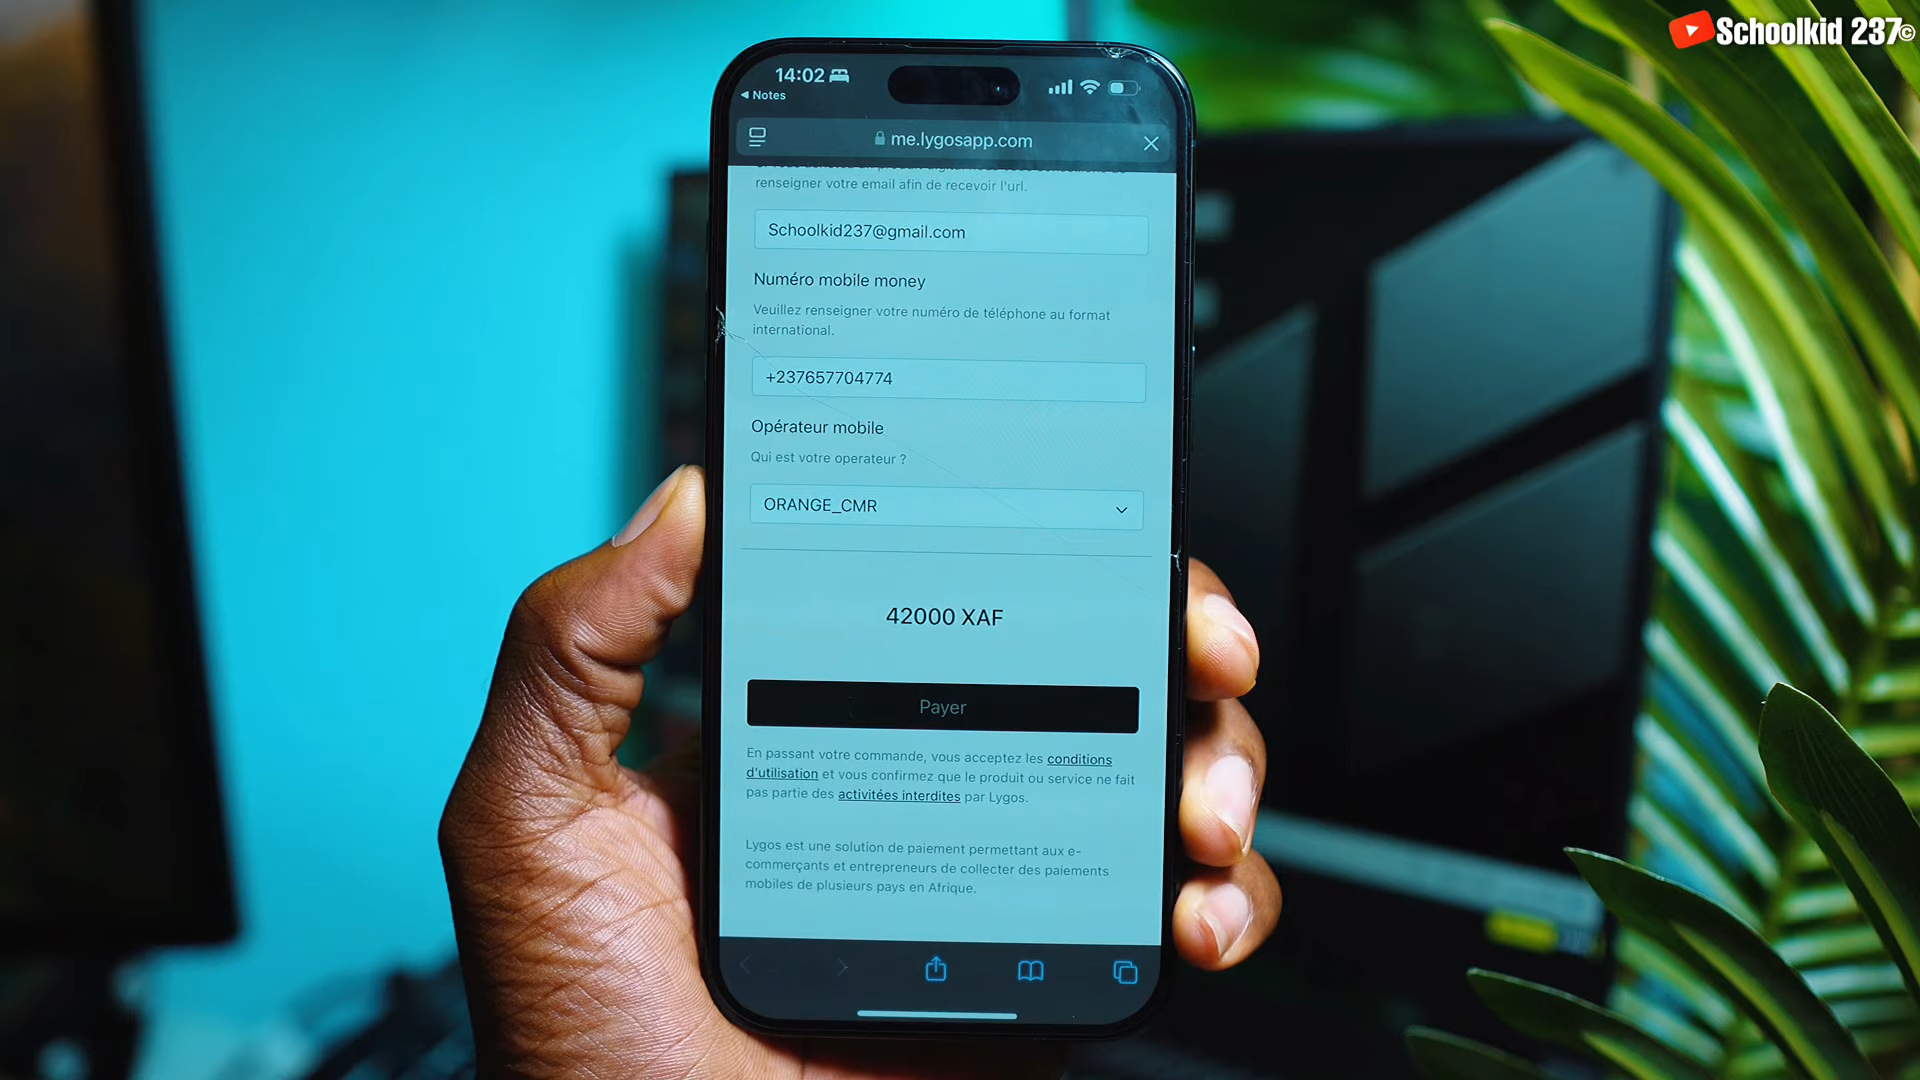 Schoolkid 237©
14:02
Notes
me.lygosapp.com
renseigner votre email afin de recevoir l'url.
Schoolkid237@gmail.com
Numéro mobile money
Veuillez renseigner votre numéro de téléphone au format
international.
+237657704774
Opérateur mobile
Qui est votre operateur ?
ORANGE_CMR
42000 XAF
Payer
En passant votre commande, vous acceptez les conditions
d'utilisation et vous confirmez que le produit ou service ne fait
pas partie des activitées interdites par Lygos.
Lygos est une solution de paiement permettant aux e-
commerçants et entrepreneurs de collecter des paiements
mobiles de plusieurs pays en Afrique.